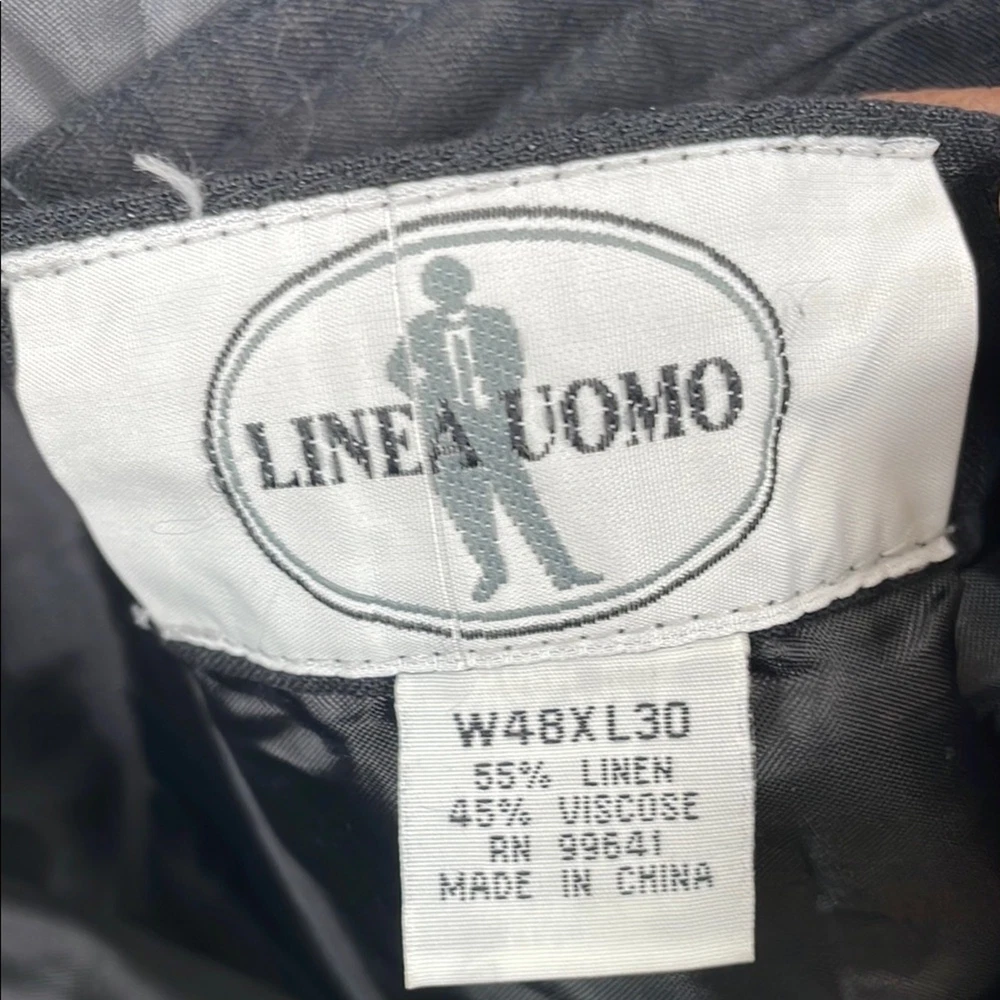 LINEA UOMO
W48XL30
55% LINEN
45% VISCOSE
RN 99641
MADE IN CHINA